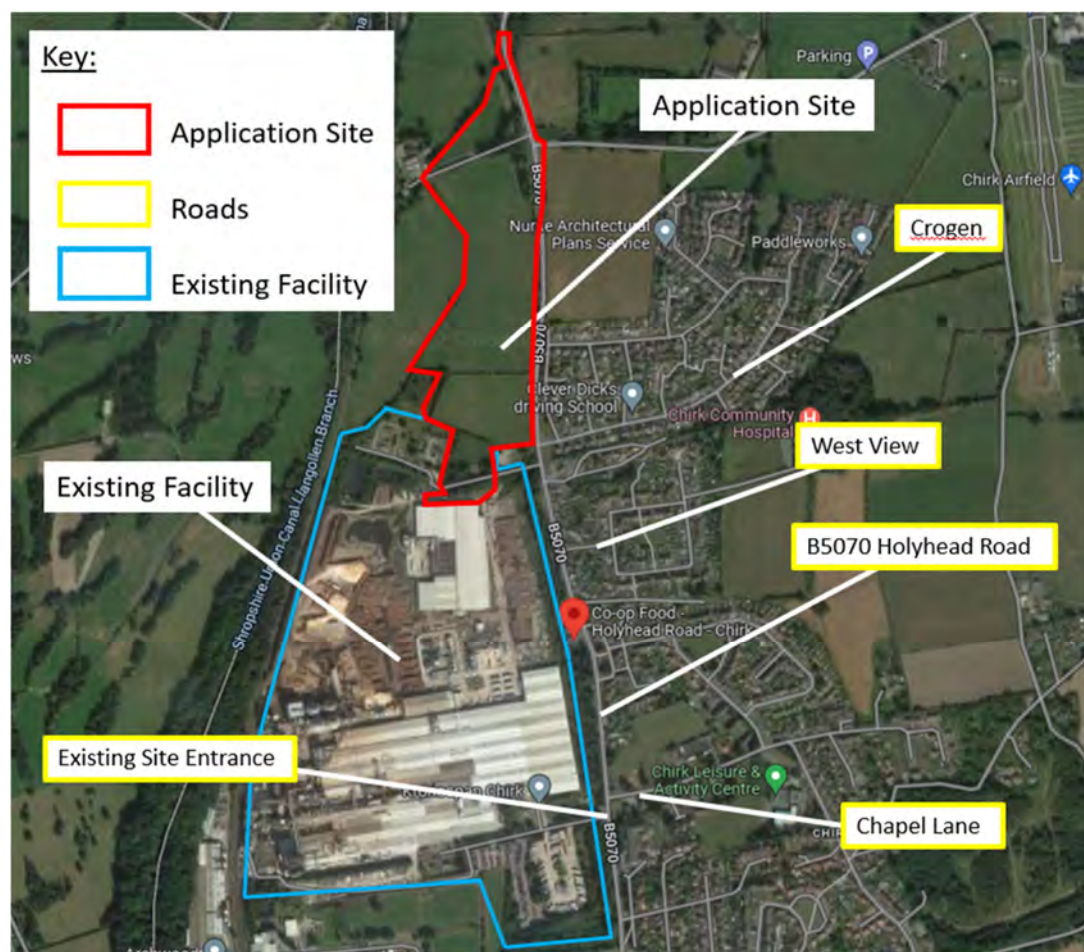 Key:
Application Site
Roads
Existing Facility
Parking
P
Application Site
B5070
Chirk Airfield
Nurse Architectural
Plans Service
Paddleworks
Crogen
B5070
Clever Dicks
driving School
Chirk Community
Hospital
H
West View
Existing Facility
Shropshire Union Canal Llangollen Branch
B5070
B5070 Holyhead Road
Co-op Food -
Holyhead Road - Chirk
Existing Site Entrance
Kronospan Chirk
Chirk Leisure &
Activity Centre
Chapel Lane
B5070